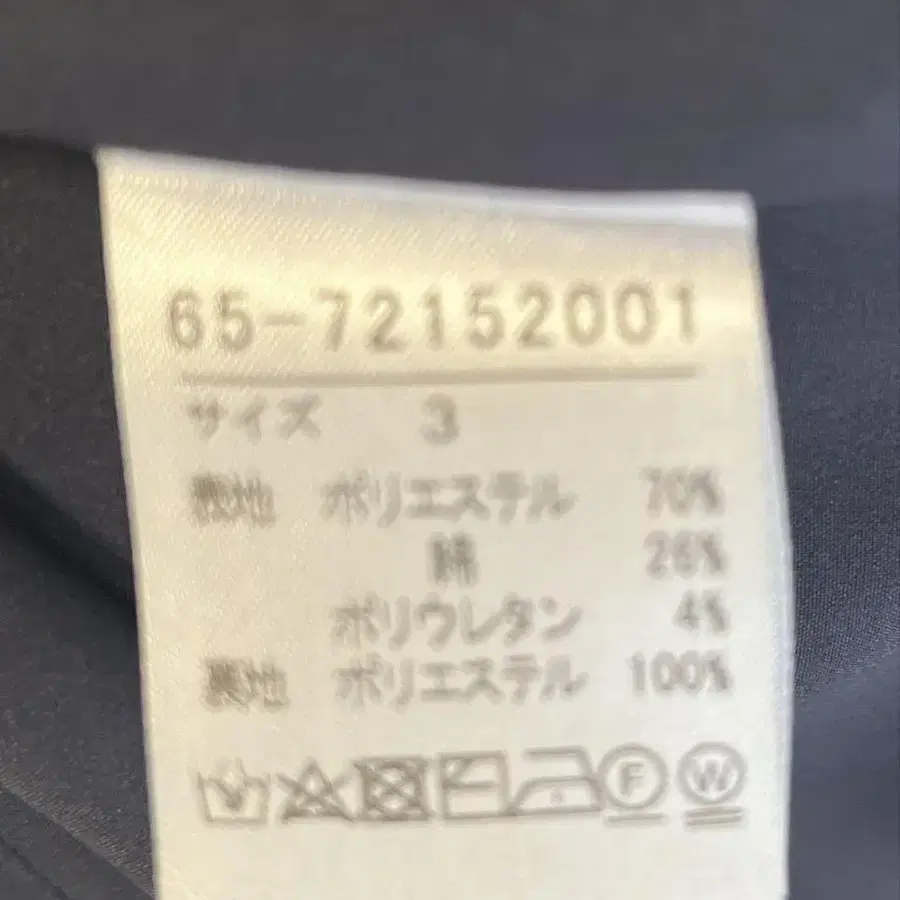 65-72152001
サイズ 3
表地 ポリエステル 70%
綿 26%
ポリウレタン 4%
裏地 ポリエステル 100%
F W